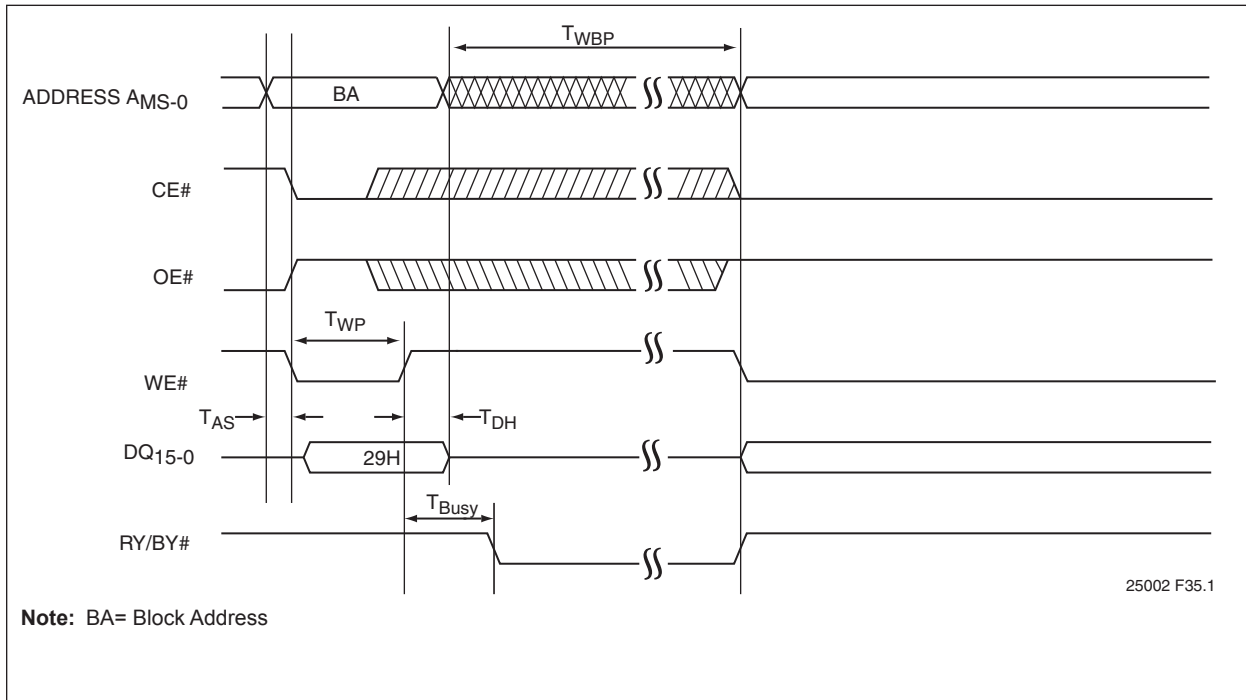 TWBP
ADDRESS AMS-0
BA
CE#
OE#
TWP
WE#
TAS
TDH
DQ15-0
29H
TBusy
RY/BY#
25002 F35.1
Note: BA= Block Address